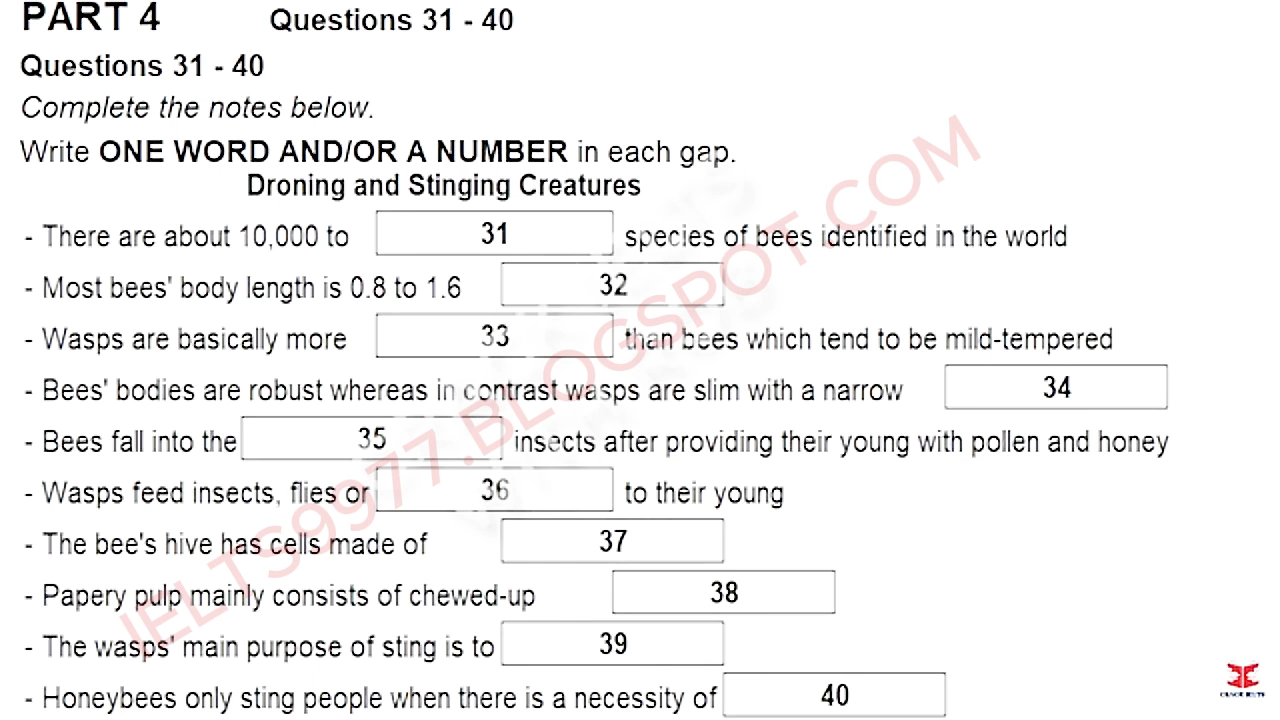 PART 4 Questions 31 - 40
Questions 31 - 40
Complete the notes below.
Write ONE WORD AND/OR A NUMBER in each gap.
Droning and Stinging Creatures
- There are about 10,000 to 31 species of bees identified in the world
- Most bees' body length is 0.8 to 1.6 32
- Wasps are basically more 33 than bees which tend to be mild-tempered
- Bees' bodies are robust whereas in contrast wasps are slim with a narrow 34
- Bees fall into the 35 insects after providing their young with pollen and honey
- Wasps feed insects, flies or 36 to their young
- The bee's hive has cells made of 37
- Papery pulp mainly consists of chewed-up 38
- The wasps' main purpose of sting is to 39
- Honeybees only sting people when there is a necessity of 40
IELTS9977.BLOGSPOT.COM